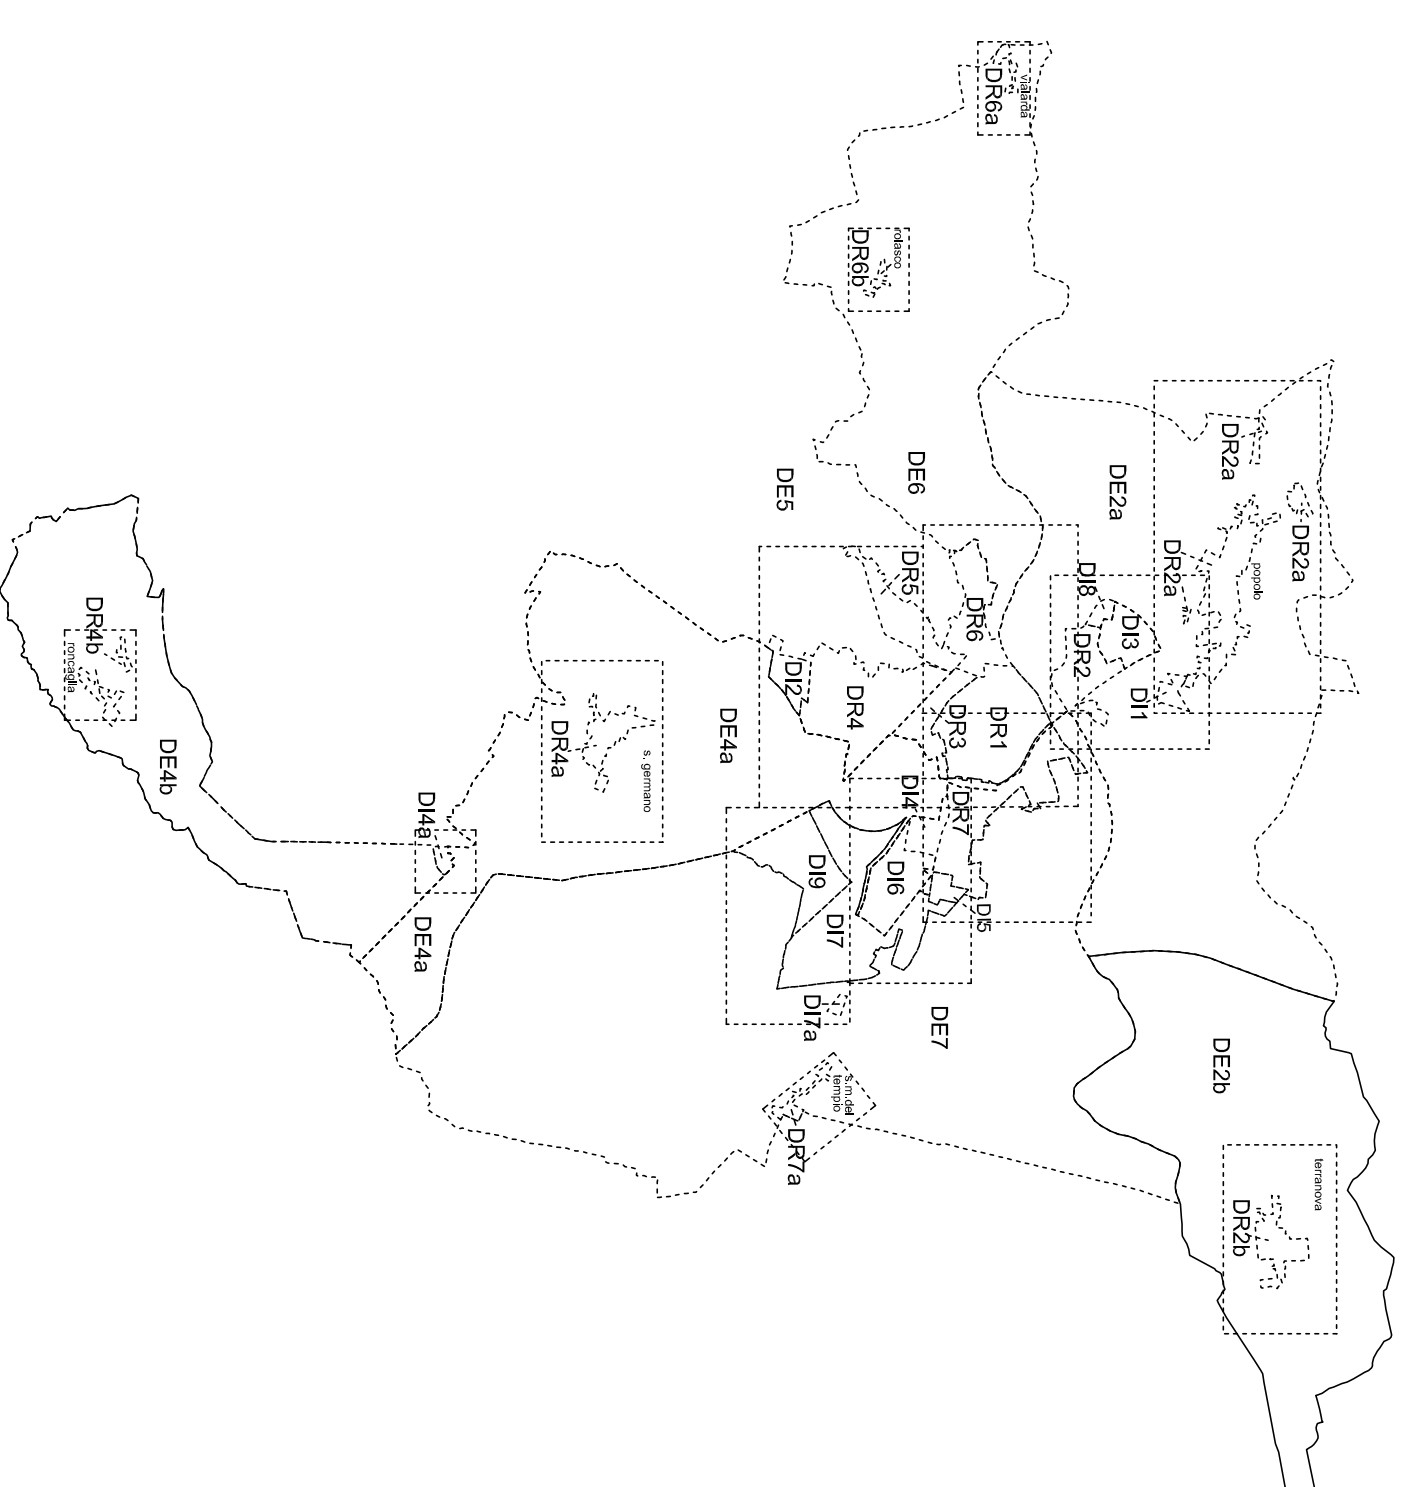 terranova
DR2a
popolo
DR2b
DR2a
DE2b
DR2a
DI1
DI3
DE2a
DI8
DR2
vialarda
DR1
DR6a
DI5
DR6
DR7
DR3
DE7
DE6
DR5
DI4
rolasco
DI6
DR6b
DR4
s.m.del
tempio
DI7
DI9
DI7a
DR7a
DI2
DE5
DE4a
s. germano
DR4a
DI4a
DE4a
DE4b
DR4b
roncaglia